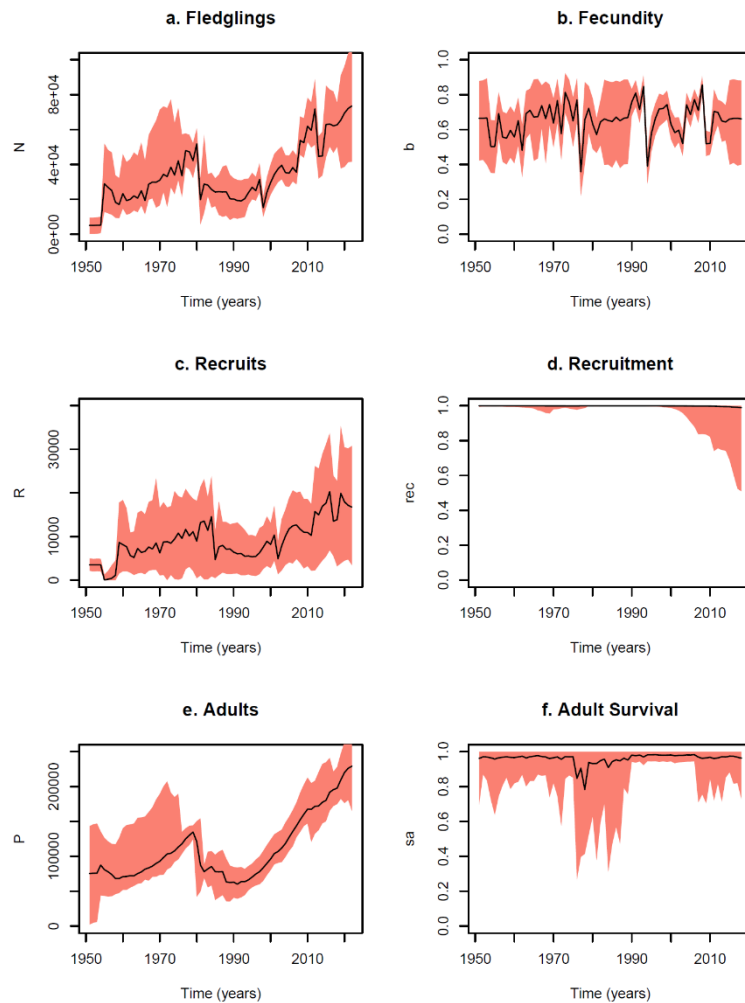 a. Fledglings
b. Fecundity
N
0e+00 4e+04 8e+04
b
0.0 0.2 0.4 0.6 0.8 1.0
1950 1970 1990 2010
1950 1970 1990 2010
Time (years)
Time (years)
c. Recruits
d. Recruitment
R
0 10000 30000
rec
0.0 0.2 0.4 0.6 0.8 1.0
1950 1970 1990 2010
1950 1970 1990 2010
Time (years)
Time (years)
e. Adults
f. Adult Survival
P
0 100000 200000
sa
0.0 0.2 0.4 0.6 0.8 1.0
1950 1970 1990 2010
1950 1970 1990 2010
Time (years)
Time (years)